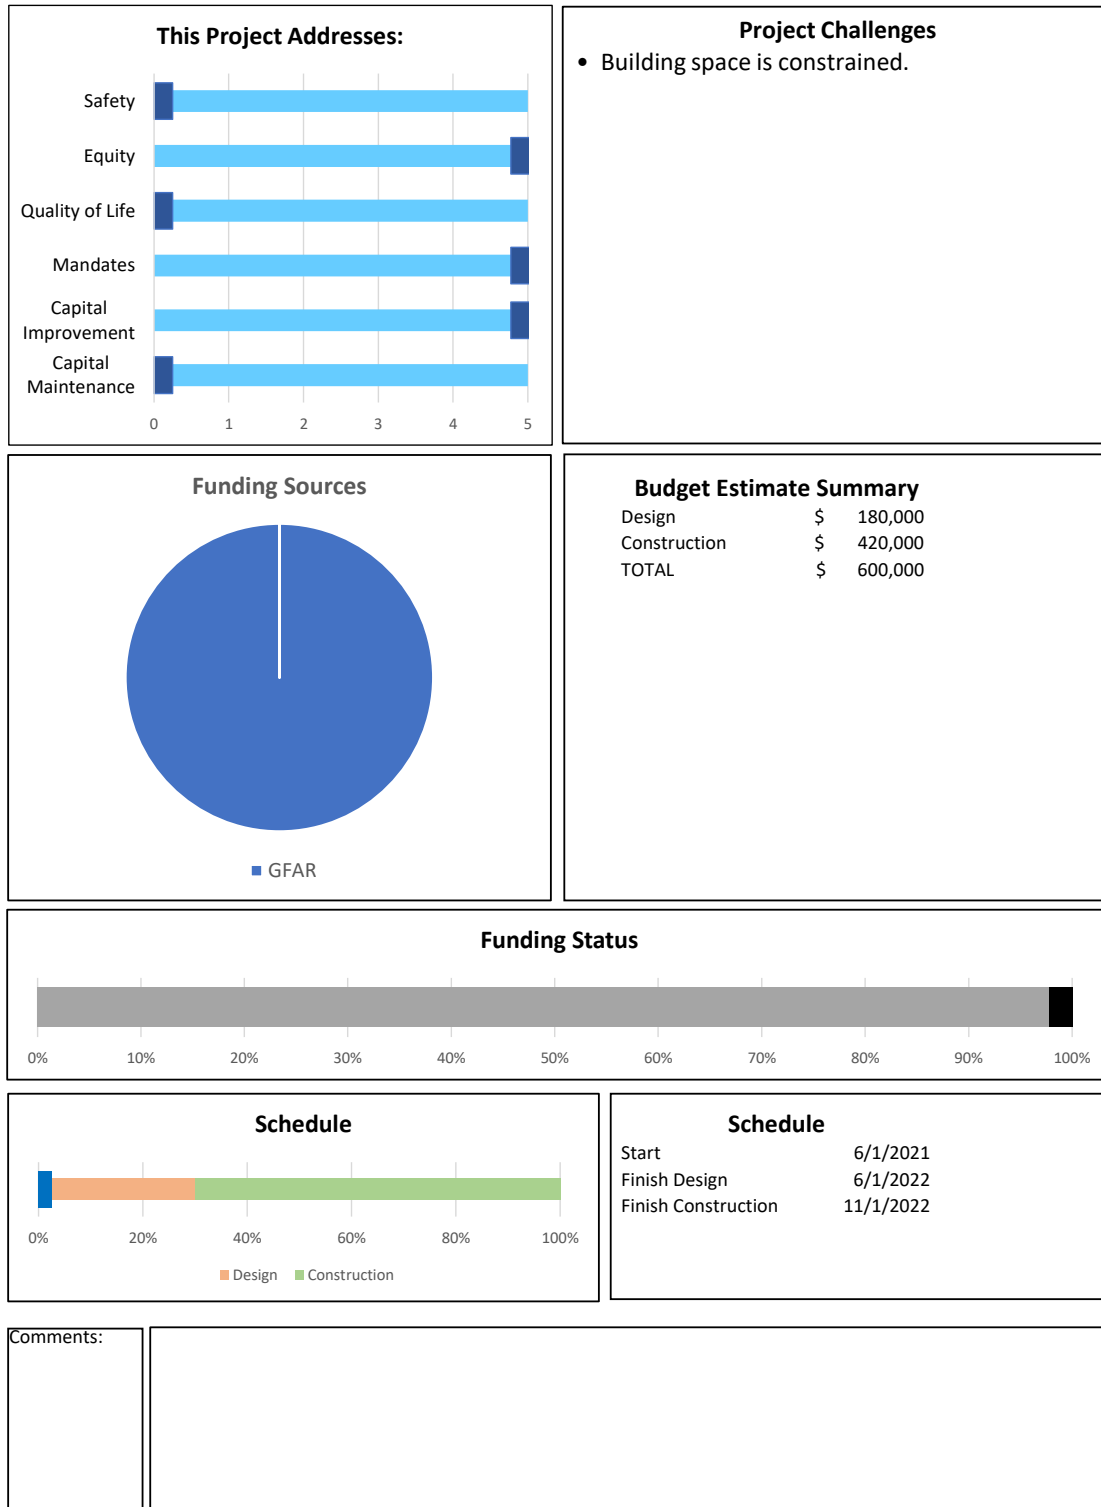 This Project Addresses:
Safety
Equity
Quality of Life
Mandates
Capital
Improvement
Capital
Maintenance
0 1 2 3 4 5
Project Challenges
• Building space is constrained.
Funding Sources
GFAR
Budget Estimate Summary
Design $ 180,000
Construction $ 420,000
TOTAL $ 600,000
Funding Status
0% 10% 20% 30% 40% 50% 60% 70% 80% 90% 100%
Schedule
0% 20% 40% 60% 80% 100%
Design Construction
Schedule
Start 6/1/2021
Finish Design 6/1/2022
Finish Construction 11/1/2022
Comments: